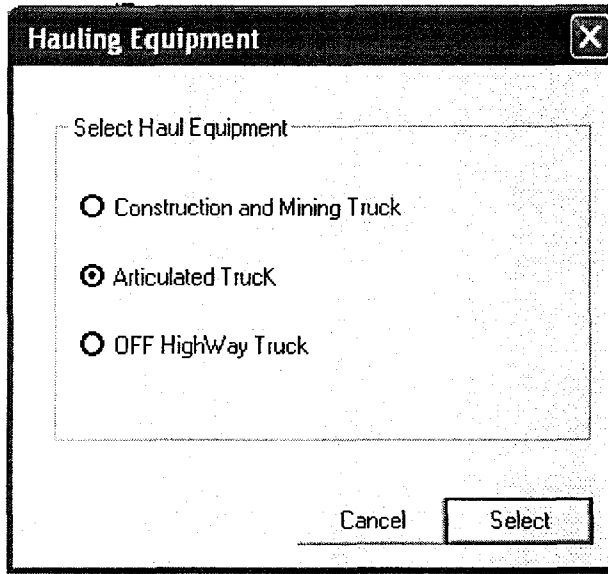 Hauling Equipment
Select Haul Equipment
Construction and Mining Truck
Articulated TrucK
OFF HighWay Truck
Cancel Select